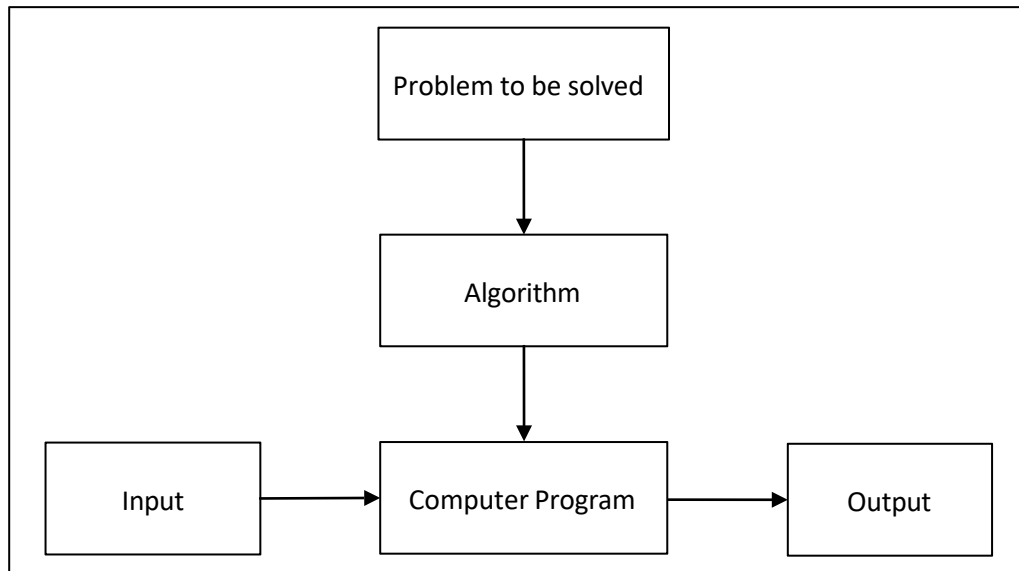 Problem to be solved
Algorithm
Input
Computer Program
Output